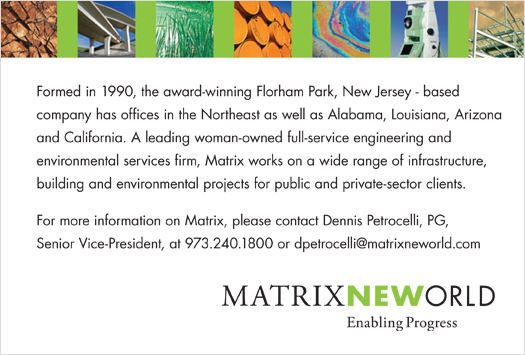 Formed in 1990, the award-winning Florham Park, New Jersey - based
company has offices in the Northeast as well as Alabama, Louisiana, Arizona
and California. A leading woman-owned full-service engineering and
environmental services firm, Matrix works on a wide range of infrastructure,
building and environmental projects for public and private-sector clients.
For more information on Matrix, please contact Dennis Petrocelli, PG,
Senior Vice-President, at 973.240.1800 or dpetrocelli@matrixneworld.com
MATRIXNEWORLD
Enabling Progress